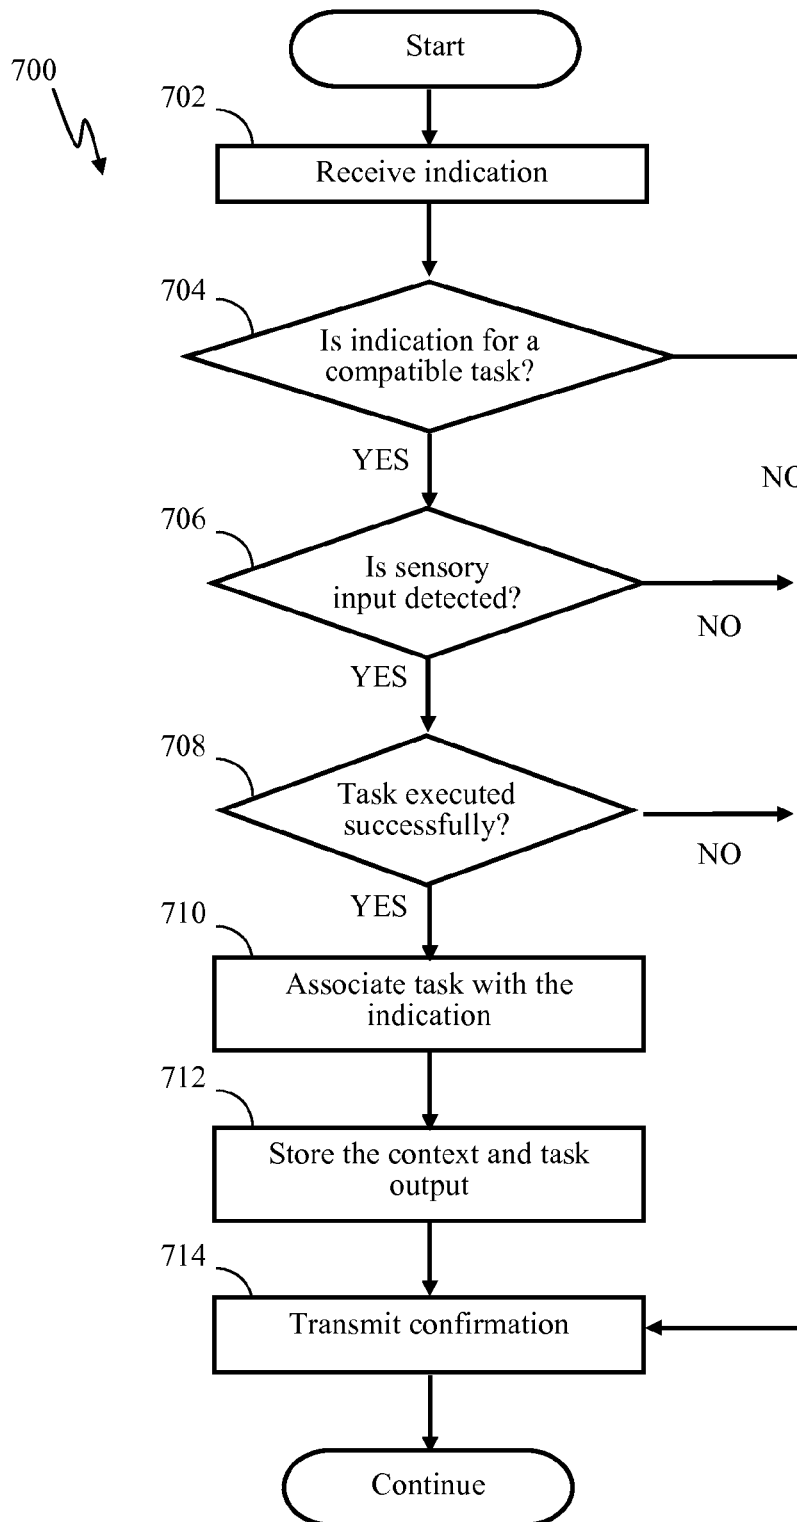 Start
700
702
Receive indication
704
Is indication for a
compatible task?
YES
NO
706
Is sensory
input detected?
NO
YES
708
Task executed
successfully?
NO
YES
710
Associate task with the
indication
712
Store the context and task
output
714
Transmit confirmation
Continue